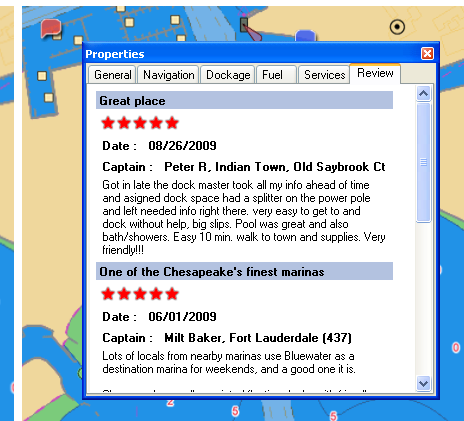 Properties
General Navigation Dockage Fuel Services Review
Great place
Date : 08/26/2009
Captain : Peter R, Indian Town, Old Saybrook Ct
Got in late the dock master took all my info ahead of time
and asigned dock space had a splitter on the power pole
and left needed info right there. very easy to get to and
dock without help, big slips. Pool was great and also
bath/showers. Easy 10 min. walk to town and supplies. Very
friendly!!!
One of the Chesapeake's finest marinas
Date : 06/01/2009
Captain : Milt Baker, Fort Lauderdale (437)
Lots of locals from nearby marinas use Bluewater as a
destination marina for weekends, and a good one it is.
0
2
5
5